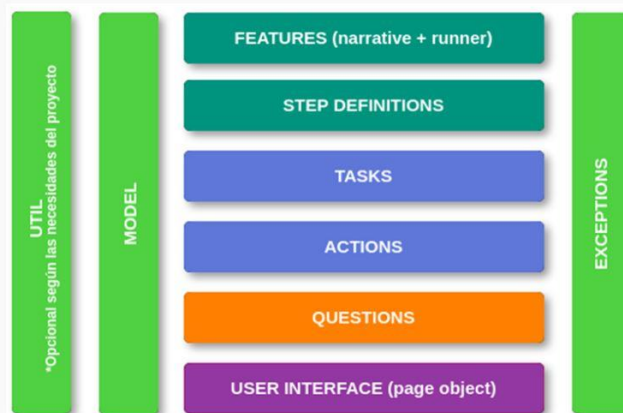 UTIL
*Opcional según las necesidades del proyecto
MODEL
FEATURES (narrative + runner)
STEP DEFINITIONS
TASKS
ACTIONS
QUESTIONS
USER INTERFACE (page object)
EXCEPTIONS